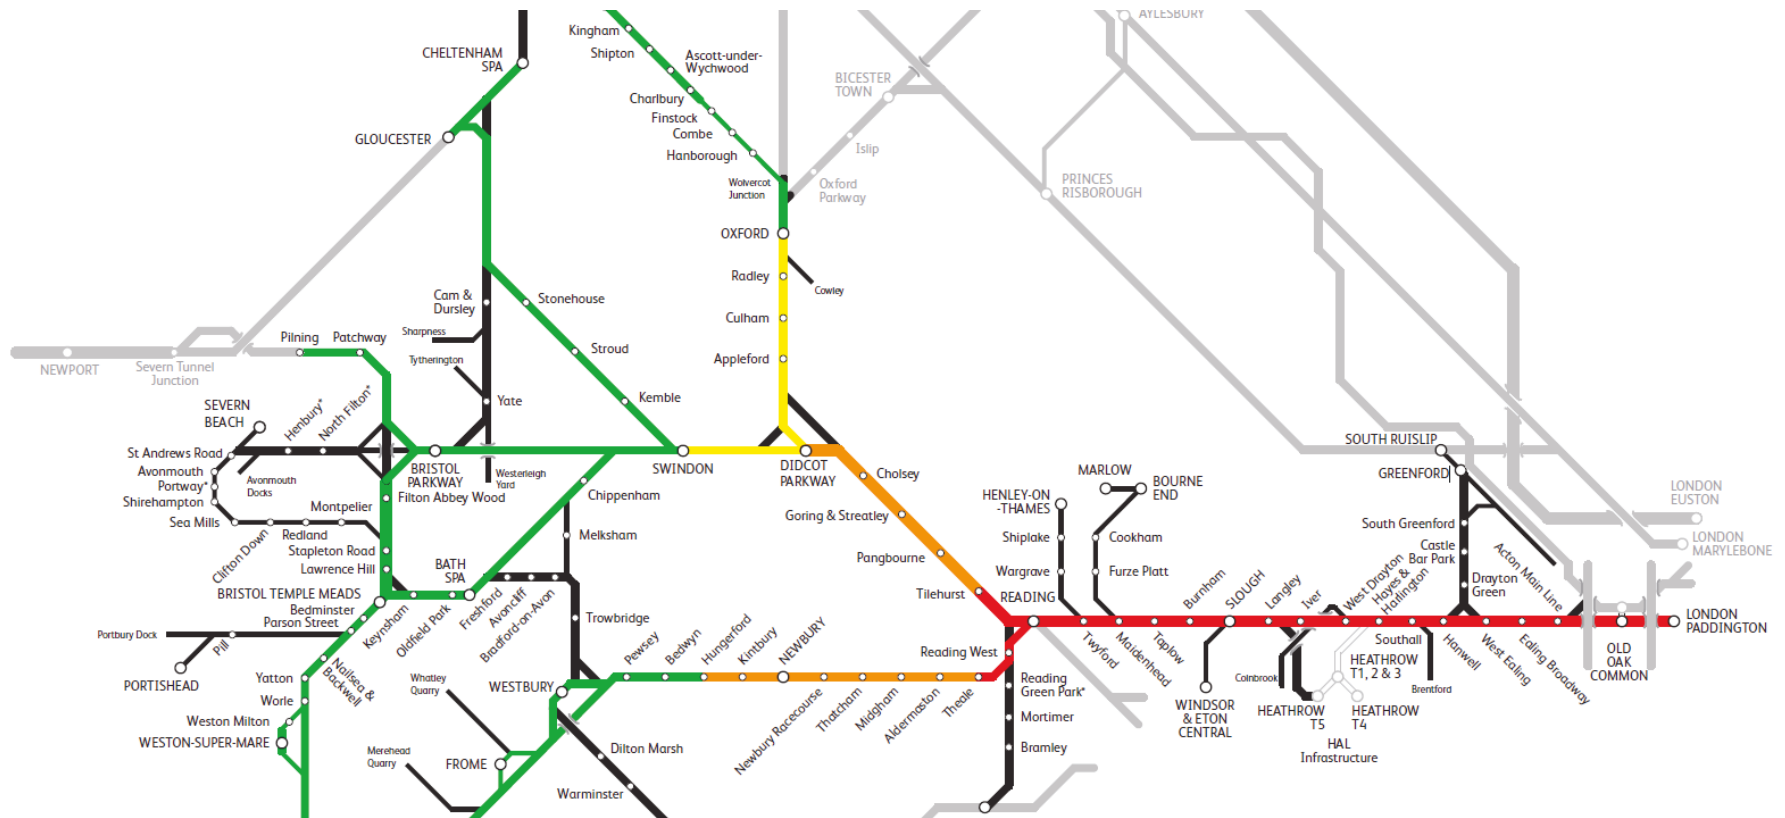 Kingham
Shipton
Ascott-under-
Wychwood
Charlbury
Finstock
Combe
Hanborough
Wolvercot
Junction
CHELTENHAM
SPA
GLOUCESTER
AYLESBURY
BICESTER
TOWN
Islip
Oxford
Parkway
PRINCES
RISBOROUGH
OXFORD
Radley
Cowley
Culham
Appleford
Cam &
Dursley
Sharpness
Tytherington
Yate
Stonehouse
Stroud
Kemble
NEWPORT
Severn Tunnel
Junction
Pilning
Patchway
SEVERN
BEACH
Henbury*
North Filton*
St Andrews Road
Avonmouth
Portway*
Shirehampton
Sea Mills
Avonmouth
Docks
Clifton Down
Redland
Montpelier
Stapleton Road
Lawrence Hill
BRISTOL
PARKWAY
Filton Abbey Wood
Westerleigh
Yard
SWINDON
DIDCOT
PARKWAY
Chippenham
Melksham
BATH
SPA
BRISTOL TEMPLE MEADS
Bedminster
Parson Street
Keynsham
Oldfield Park
Freshford
Avoncliff
Bradford-on-Avon
Trowbridge
Portbury Dock
Pill
PORTISHEAD
Nailsea &
Backwell
Yatton
Worle
Weston Milton
WESTON-SUPER-MARE
Whatley
Quarry
Merehead
Quarry
FROME
WESTBURY
Dilton Marsh
Warminster
Pewsey
Bedwyn
Hungerford
Kintbury
NEWBURY
Newbury Racecourse
Thatcham
Midgham
Aldermaston
Theale
Reading West
Reading
Green Park*
Mortimer
Bramley
Cholsey
Goring & Streatley
Pangbourne
Tilehurst
READING
HENLEY-ON
-THAMES
Shiplake
Wargrave
MARLOW
BOURNE
END
Cookham
Furze Platt
Twyford
Maidenhead
Taplow
Burnham
SLOUGH
WINDSOR
& ETON
CENTRAL
Langley
Iver
Colnbrook
West Drayton
Hayes &
Harlington
HEATHROW
T5
HEATHROW
T1, 2 & 3
HEATHROW
T4
HAL
Infrastructure
Southall
Brentford
Hanwell
West Ealing
Ealing Broadway
Acton Main Line
SOUTH RUISLIP
GREENFORD
South Greenford
Castle
Bar Park
Drayton
Green
OLD
OAK
COMMON
LONDON
PADDINGTON
LONDON
EUSTON
LONDON
MARYLEBONE